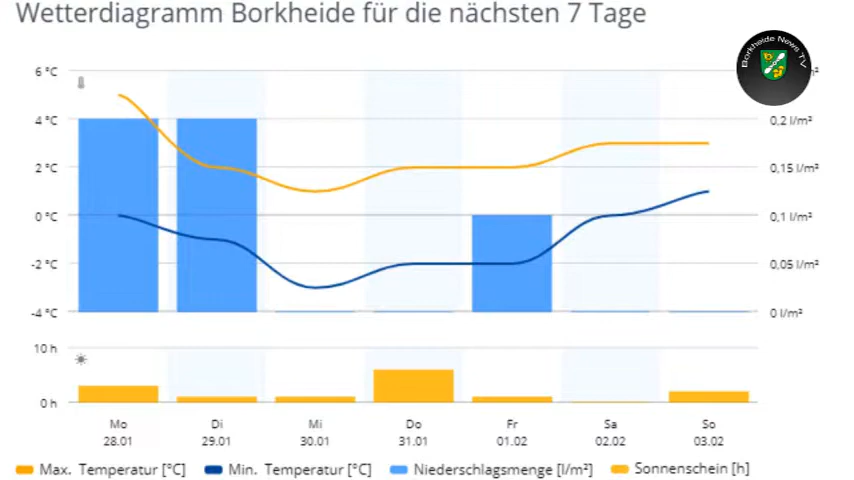 Wetterdiagramm Borkheide für die nächsten 7 Tage
Borkheide News TV
6 °C
4 °C 0,2 l/m²
2 °C 0,15 l/m²
0 °C 0,1 l/m²
-2 °C 0,05 l/m²
-4 °C 0 l/m²
10 h
0 h
Mo Di Mi Do Fr Sa So
28.01 29.01 30.01 31.01 01.02 02.02 03.02
Max. Temperatur [°C] Min. Temperatur [°C] Niederschlagsmenge [l/m²] Sonnenschein [h]